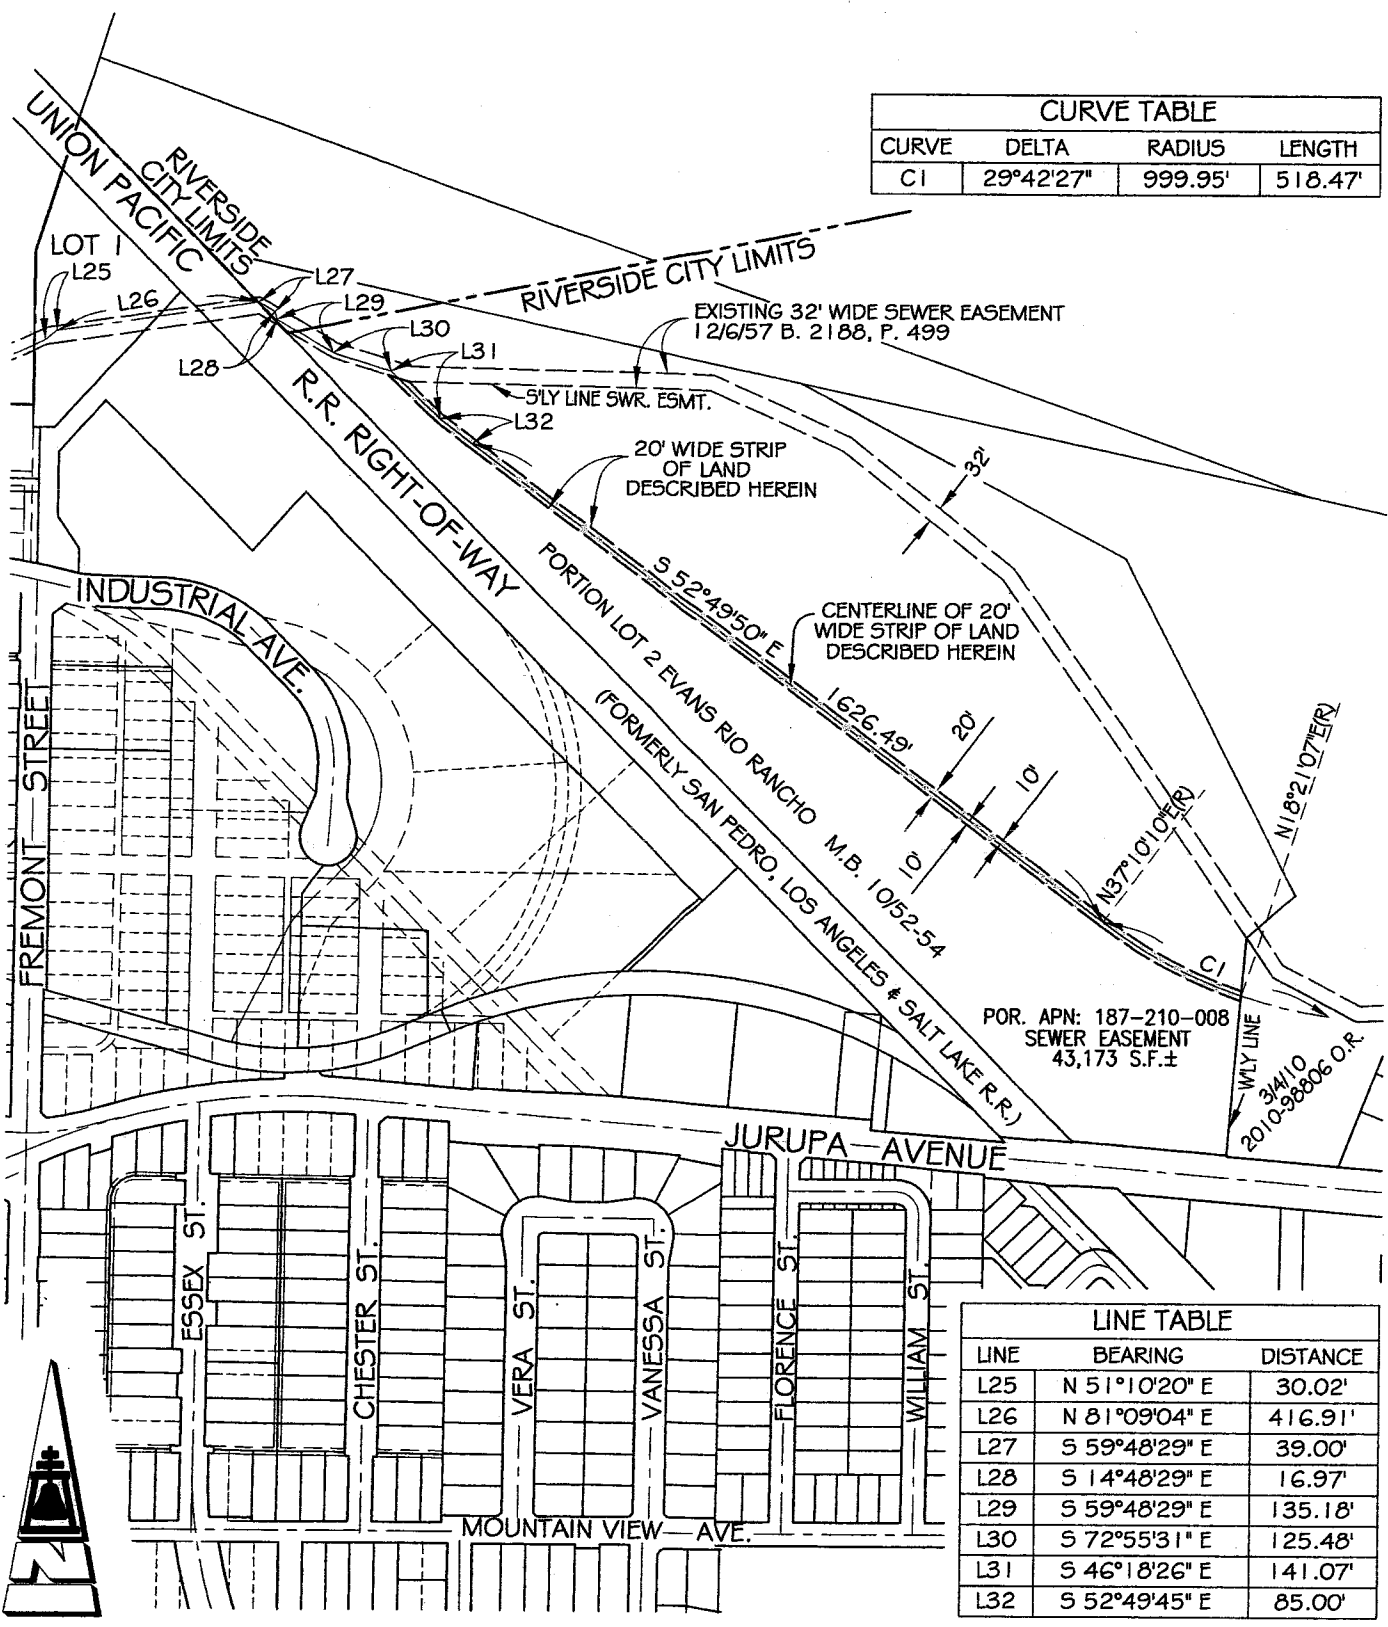 CURVE TABLE
CURVE DELTA RADIUS LENGTH
C1 29°42'27" 999.95' 518.47'
UNION PACIFIC
RIVERSIDE
CITY LIMITS
LOT 1
L25
L26
L27
L29
L30
L31
L28
L32
RIVERSIDE CITY LIMITS
EXISTING 32' WIDE SEWER EASEMENT
12/6/57 B. 2188, P. 499
S'LY LINE SWR. ESMT.
R.R. RIGHT-OF-WAY
20' WIDE STRIP
OF LAND
DESCRIBED HEREIN
32'
S 52°49'50" E
1626.49'
PORTION LOT 2 EVANS RIO RANCHO M.B. 10/52-54
CENTERLINE OF 20'
WIDE STRIP OF LAND
DESCRIBED HEREIN
INDUSTRIAL AVE.
FREMONT STREET
(FORMERLY SAN PEDRO, LOS ANGELES & SALT LAKE R.R.)
20'
10'
10'
N37°10'10"E(R)
N18°21'07"E(R)
C1
POR. APN: 187-210-008
SEWER EASEMENT
43,173 S.F.±
W'LY LINE
3/4/10
2010-98806 O.R.
JURUPA AVENUE
ESSEX ST.
CHESTER ST.
VERA ST.
VANESSA ST.
FLORENCE ST.
WILLIAM ST.
MOUNTAIN VIEW AVE.
N
LINE TABLE
LINE BEARING DISTANCE
L25 N 51°10'20" E 30.02'
L26 N 81°09'04" E 416.91'
L27 S 59°48'29" E 39.00'
L28 S 14°48'29" E 16.97'
L29 S 59°48'29" E 135.18'
L30 S 72°55'31" E 125.48'
L31 S 46°18'26" E 141.07'
L32 S 52°49'45" E 85.00'